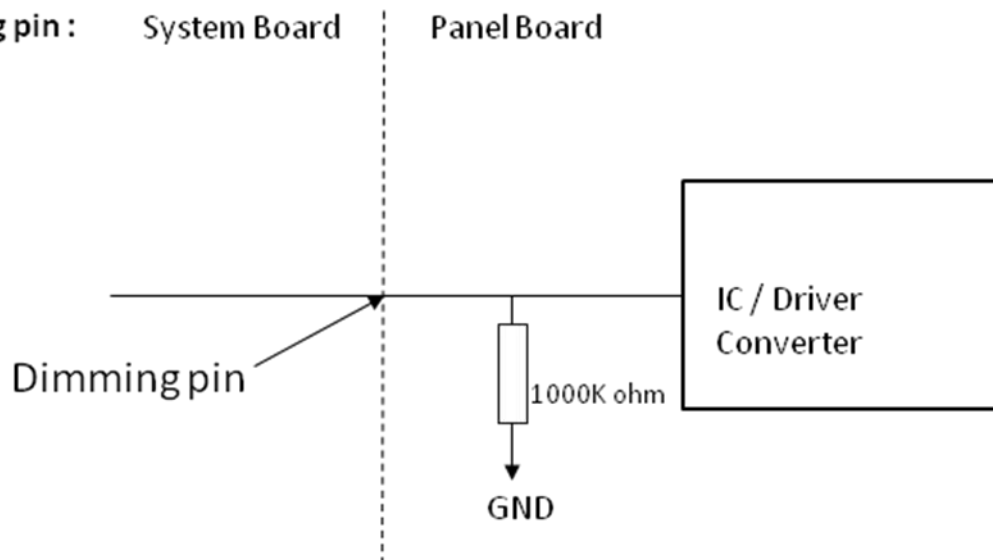 g pin :
System Board
Panel Board
IC / Driver
Converter
Dimming pin
1000K ohm
GND